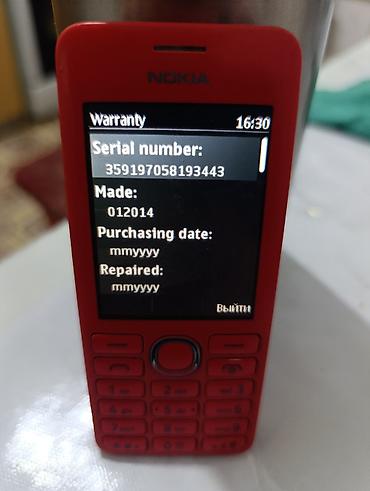 NOKIA
Warranty 16:30
Serial number:
359197058193443
Made:
012014
Purchasing date:
mmyyyy
Repaired:
mmyyyy
Выйти